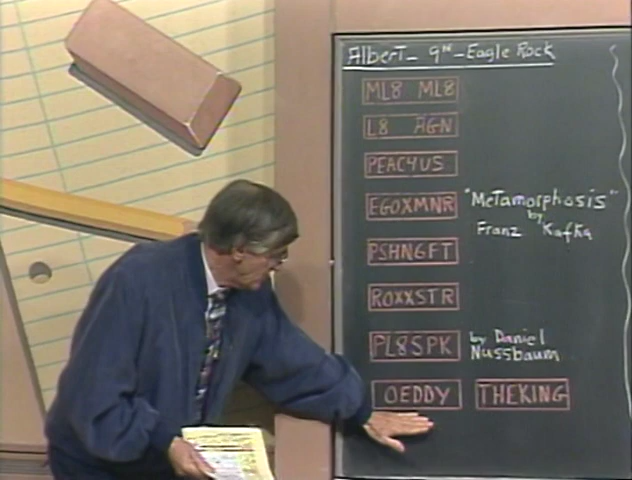 Albert - 9th - Eagle Rock
ML8 ML8
L8 AGN
PEAC4US
EGOXMNR "Metamorphosis"
by
Franz Kafka
PSHNGFT
ROXXSTR
PL8SPK by Daniel
Nussbaum
OEDDY THEKING